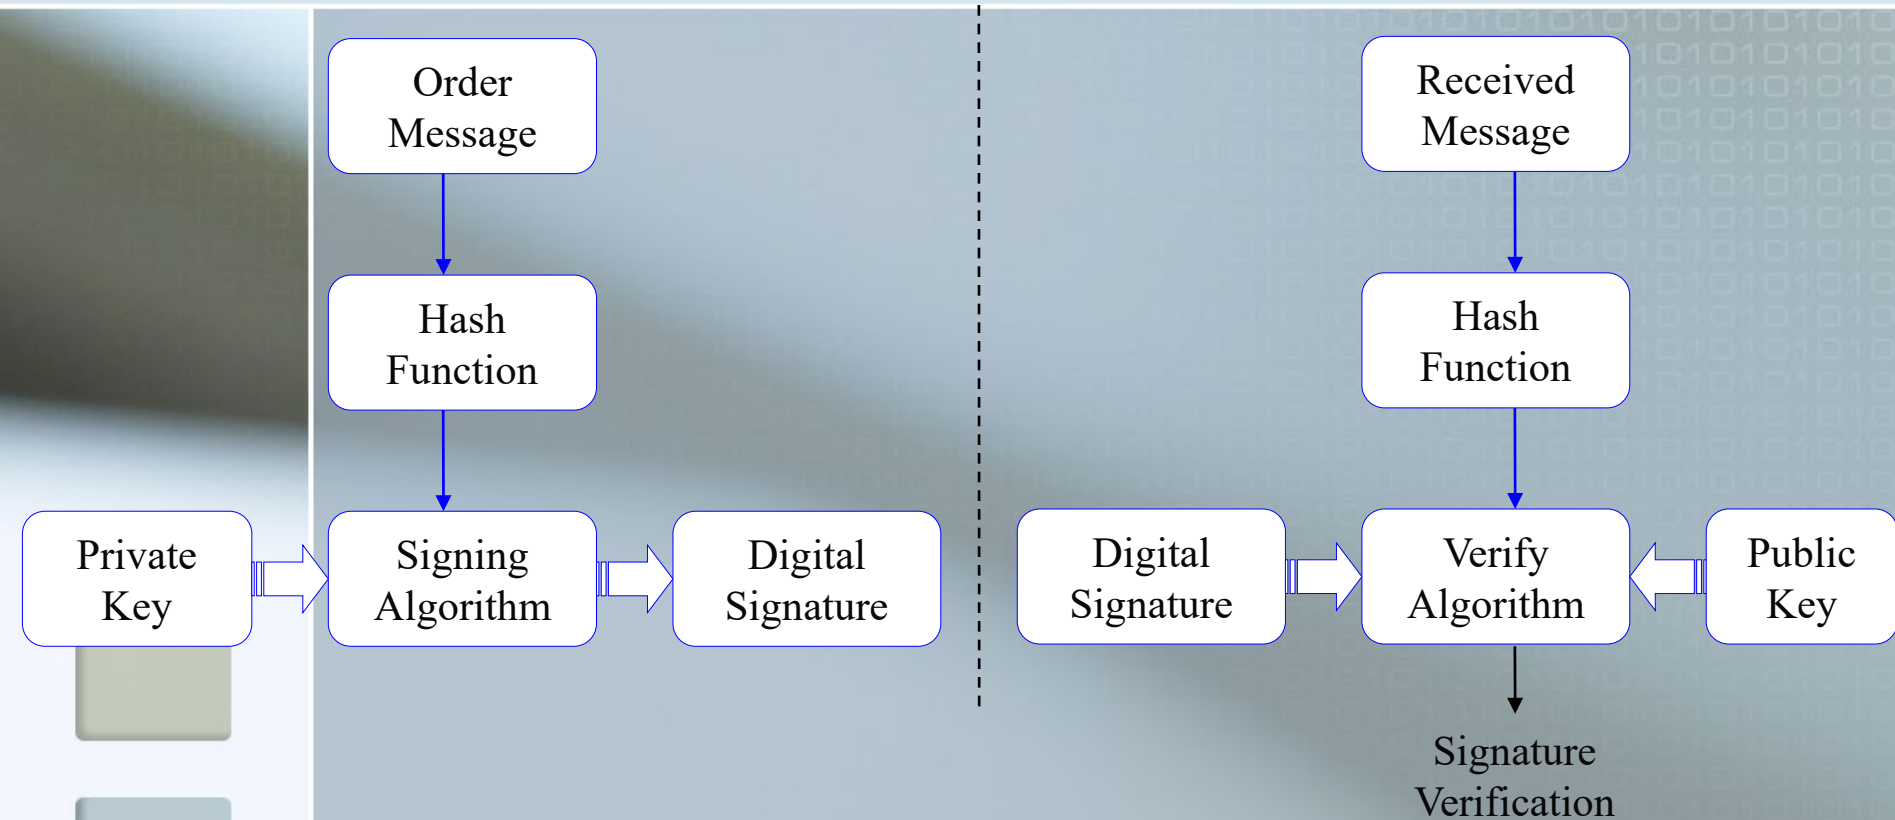 Order
Message
Hash
Function
Private
Key
Signing
Algorithm
Digital
Signature
Received
Message
Hash
Function
Digital
Signature
Verify
Algorithm
Public
Key
Signature
Verification